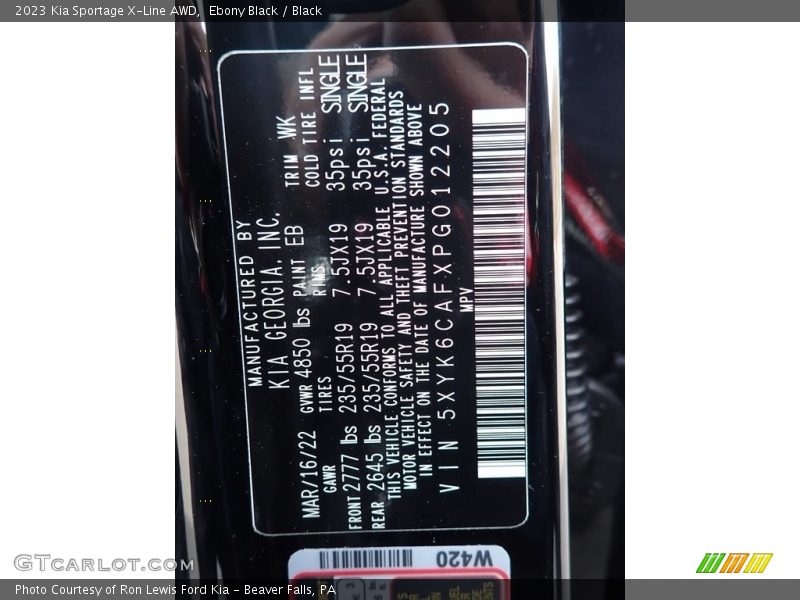 2023 Kia Sportage X-Line AWD, Ebony Black / Black
MANUFACTURED BY
KIA GEORGIA, INC.
MAR/16/22 GVWR 4850 lbs PAINT EB TRIM WK
GAWR TIRES RIMS COLD TIRE INFL
FRONT 2777 lbs 235/55R19 7.5JX19 35psi SINGLE
REAR 2645 lbs 235/55R19 7.5JX19 35psi SINGLE
THIS VEHICLE CONFORMS TO ALL APPLICABLE U.S.A. FEDERAL
MOTOR VEHICLE SAFETY AND THEFT PREVENTION STANDARDS
IN EFFECT ON THE DATE OF MANUFACTURE SHOWN ABOVE
VIN 5XYK6CAFXPG012205
MPV
W420
GTCarLot.com
Photo Courtesy of Ron Lewis Ford Kia - Beaver Falls, PA